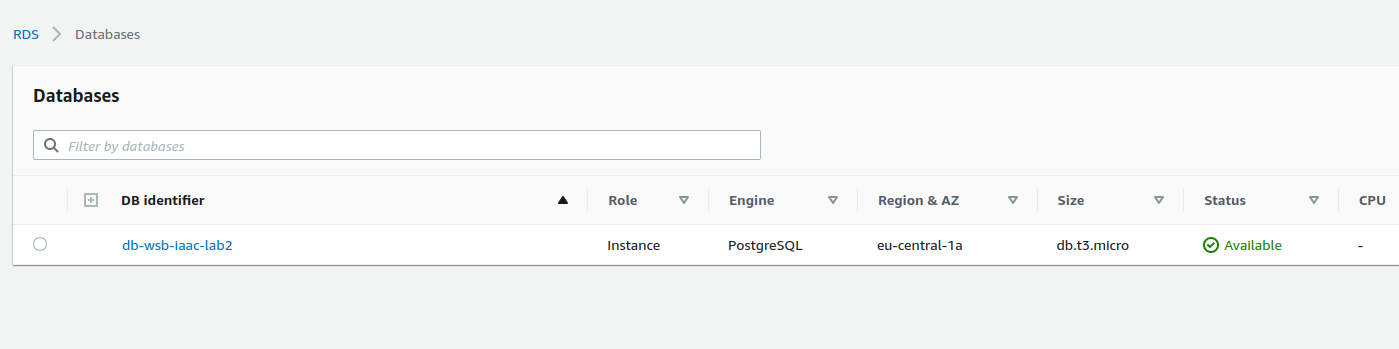 RDS Databases
Databases
Filter by databases
DB identifier Role Engine Region & AZ Size Status CPU
db-wsb-iaac-lab2 Instance PostgreSQL eu-central-1a db.t3.micro Available -